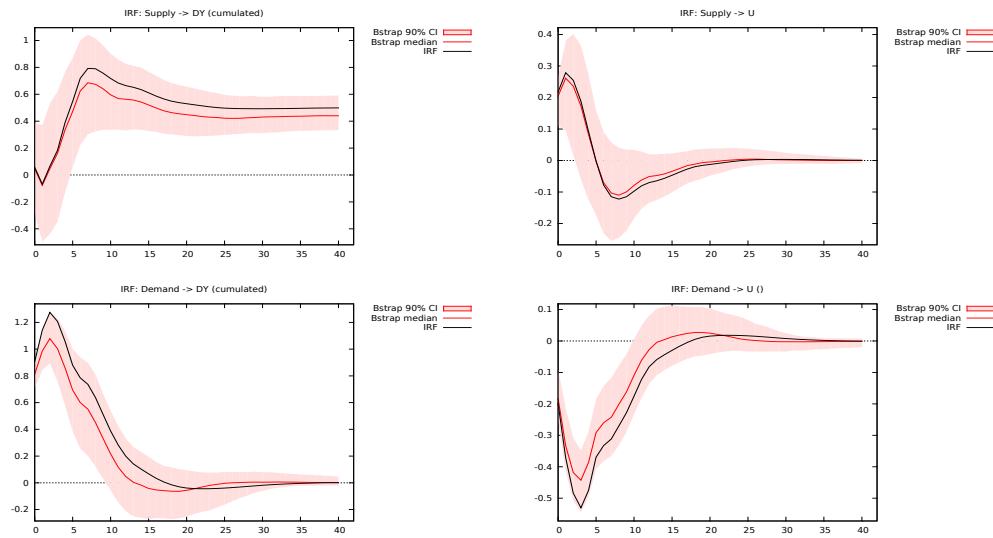 IRF: Supply -> DY (cumulated)
Bstrap 90% CI
Bstrap median
IRF
1
0.8
0.6
0.4
0.2
0
-0.2
-0.4
0 5 10 15 20 25 30 35 40
IRF: Supply -> U
Bstrap 90% CI
Bstrap median
IRF
0.4
0.3
0.2
0.1
0
-0.1
-0.2
0 5 10 15 20 25 30 35 40
IRF: Demand -> DY (cumulated)
Bstrap 90% CI
Bstrap median
IRF
1.2
1
0.8
0.6
0.4
0.2
0
-0.2
0 5 10 15 20 25 30 35 40
IRF: Demand -> U ()
Bstrap 90% CI
Bstrap median
IRF
0.1
0
-0.1
-0.2
-0.3
-0.4
-0.5
0 5 10 15 20 25 30 35 40